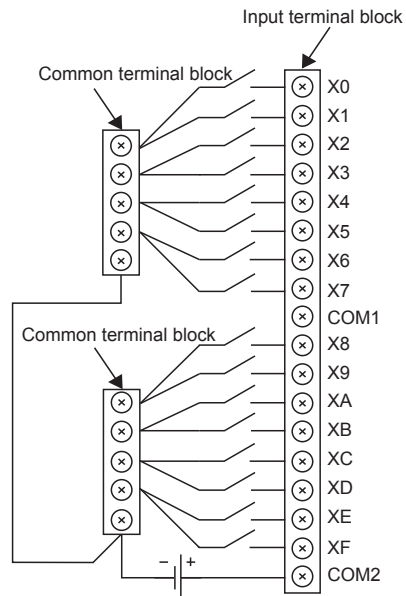 Input terminal block
Common terminal block
X0
X1
X2
X3
X4
X5
X6
X7
COM1
Common terminal block
X8
X9
XA
XB
XC
XD
XE
XF
− +
COM2